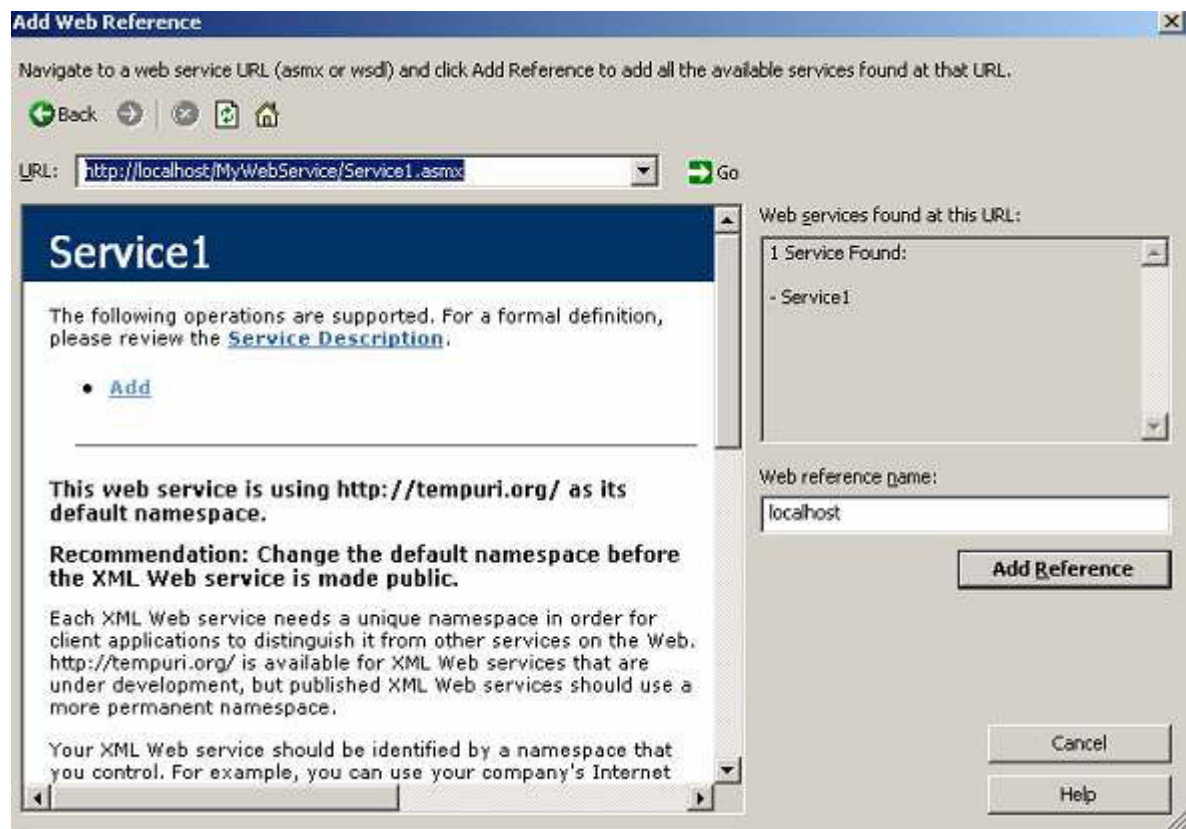 Add Web Reference
Navigate to a web service URL (asmx or wsdl) and click Add Reference to add all the available services found at that URL.
Back
URL: http://localhost/MyWebService/Service1.asmx Go
Service1
The following operations are supported. For a formal definition,
please review the Service Description.
• Add
This web service is using http://tempuri.org/ as its
default namespace.
Recommendation: Change the default namespace before
the XML Web service is made public.
Each XML Web service needs a unique namespace in order for
client applications to distinguish it from other services on the Web.
http://tempuri.org/ is available for XML Web services that are
under development, but published XML Web services should use a
more permanent namespace.
Your XML Web service should be identified by a namespace that
you control. For example, you can use your company's Internet
Web services found at this URL:
1 Service Found:
- Service1
Web reference name:
localhost
Add Reference
Cancel
Help